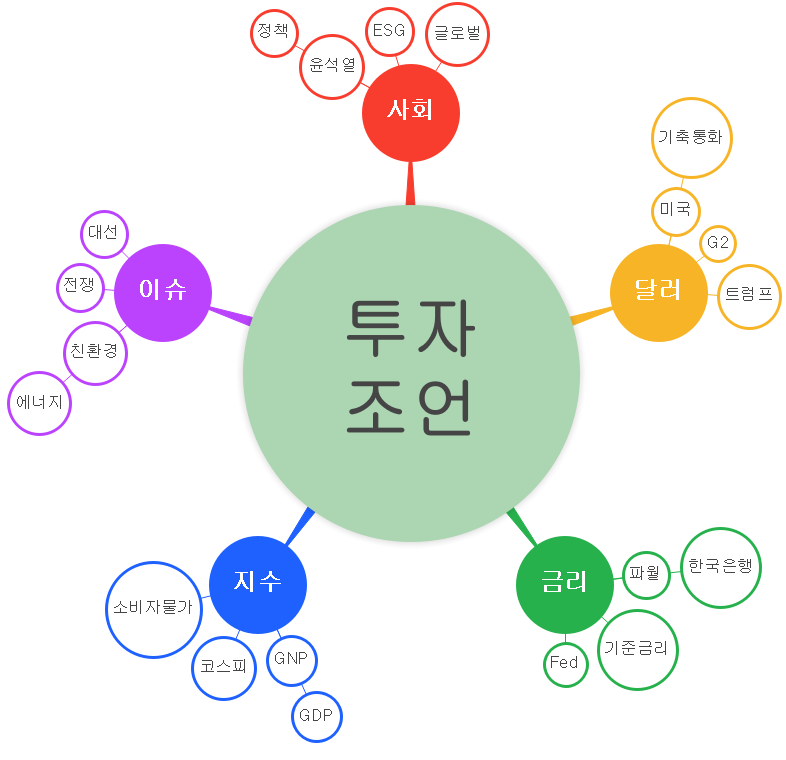 정책
윤석열
ESG
글로벌
사회
기축통화
미국
G2
트럼프
달러
대선
전쟁
친환경
에너지
이슈
투자
조언
소비자물가
코스피
GNP
GDP
지수
금리
파월
한국은행
기준금리
Fed